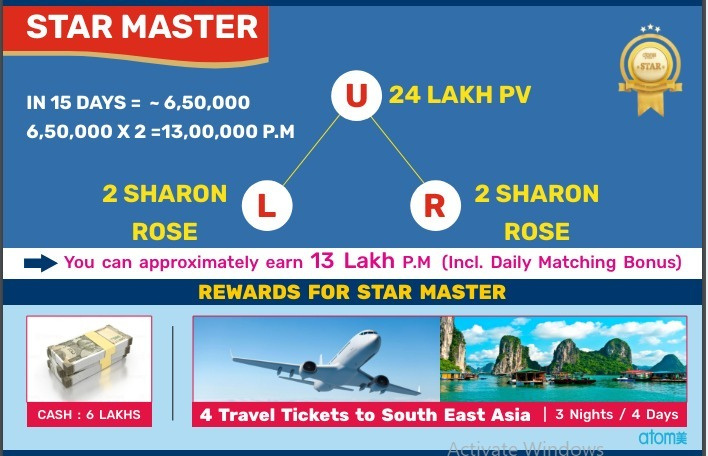 STAR MASTER
STAR
IN 15 DAYS = ~ 6,50,000
6,50,000 X 2 =13,00,000 P.M
U 24 LAKH PV
2 SHARON ROSE
L
R
2 SHARON ROSE
You can approximately earn 13 Lakh P.M (Incl. Daily Matching Bonus)
REWARDS FOR STAR MASTER
CASH : 6 LAKHS
4 Travel Tickets to South East Asia | 3 Nights / 4 Days
atom美
Activate Windows